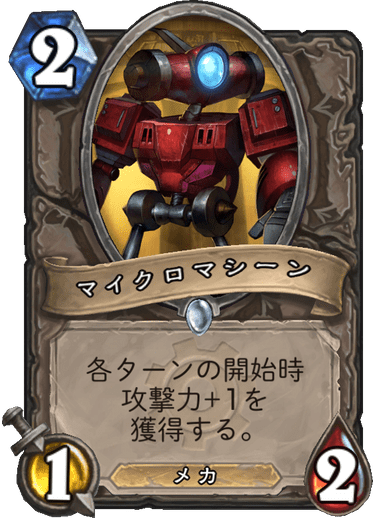 2
マイクロマシーン
各ターンの開始時
攻撃力+1を
獲得する。
メカ
1
2